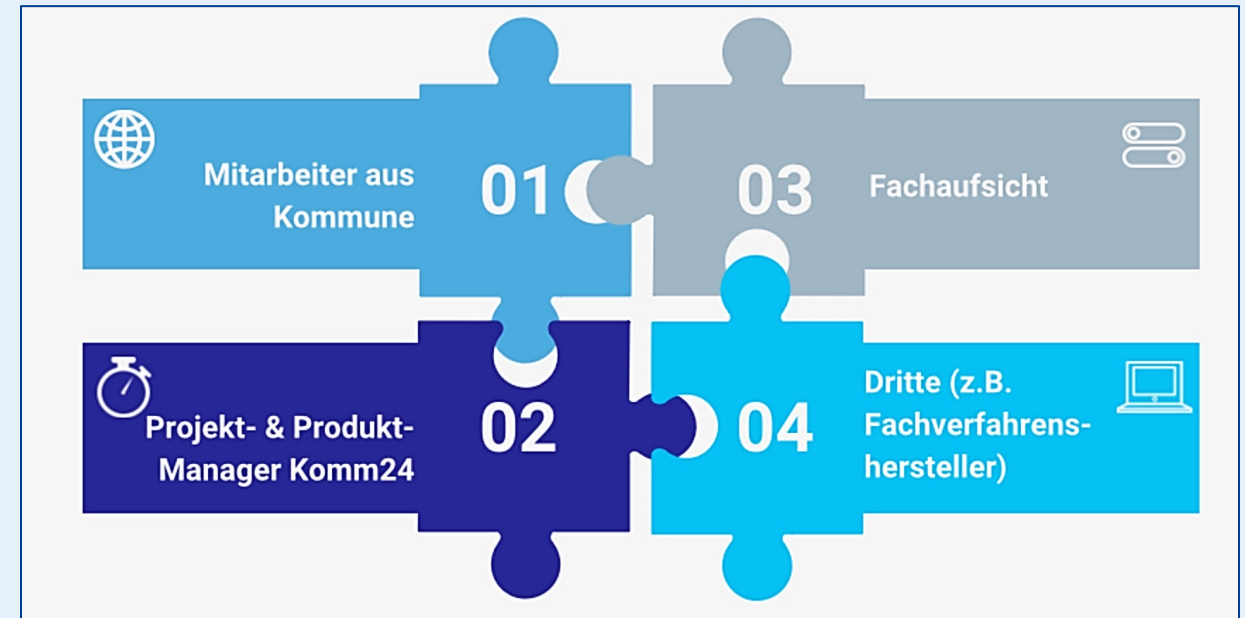 Mitarbeiter aus
Kommune
01
03
Fachaufsicht
Projekt- & Produkt-
Manager Komm24
02
04
Dritte (z.B.
Fachverfahrens-
hersteller)